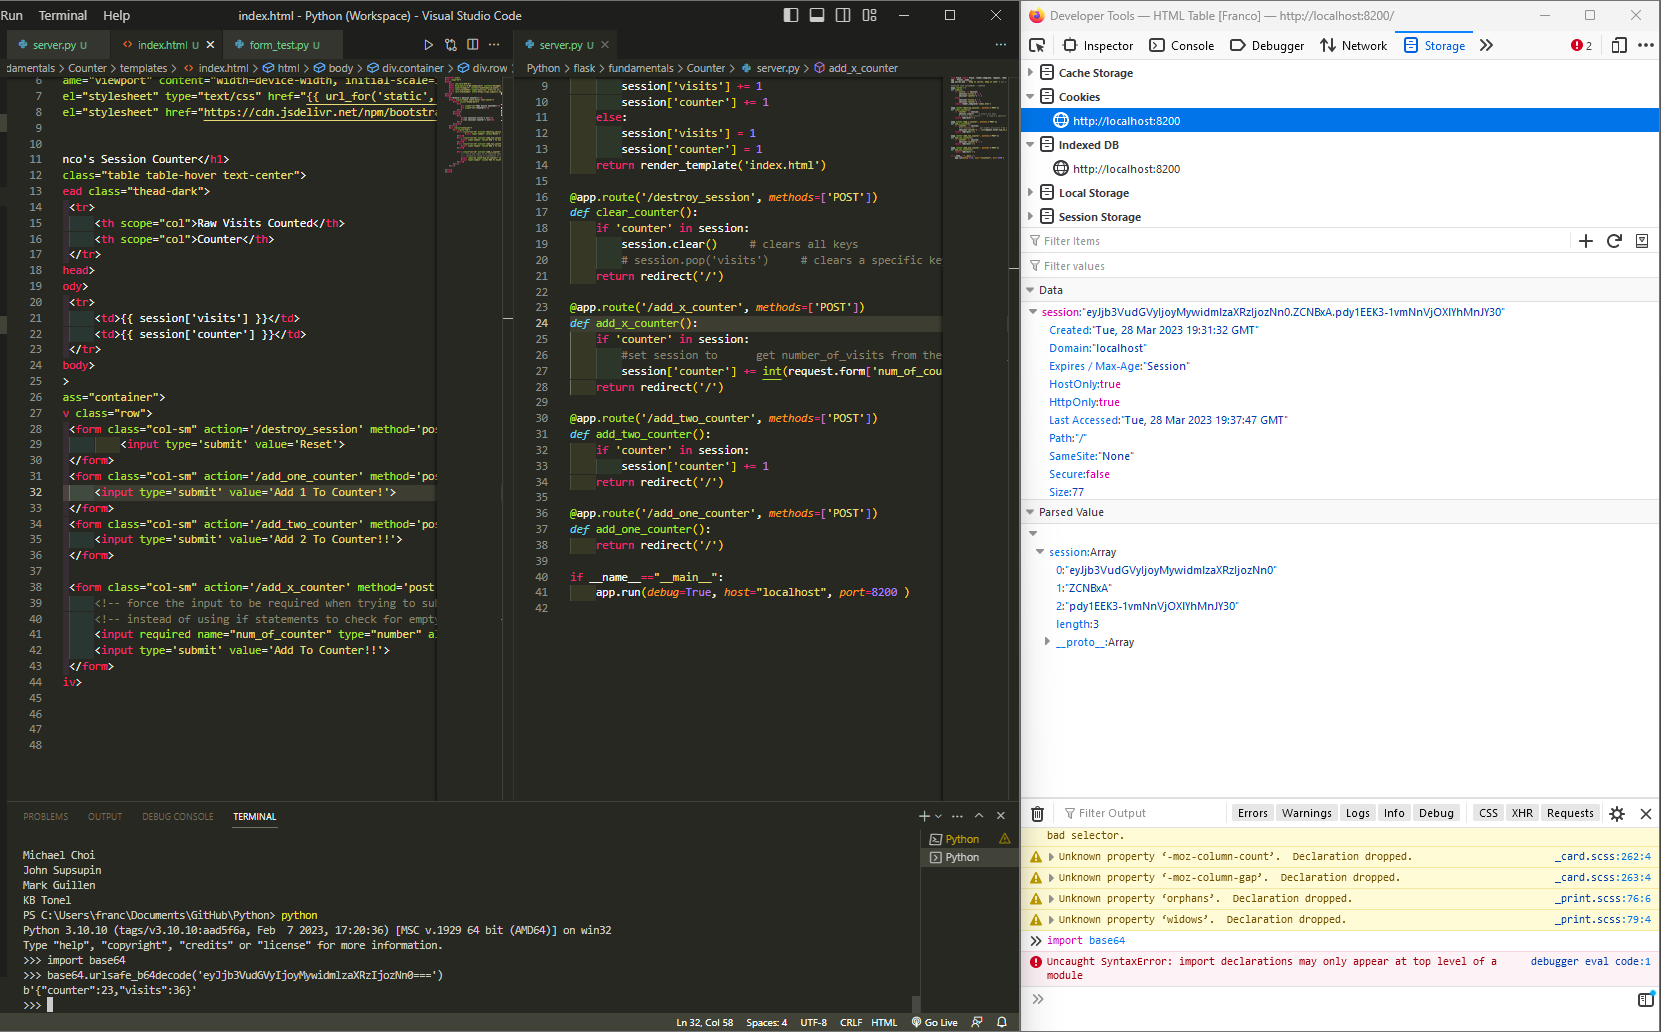 Run Terminal Help index.html - Python (Workspace) - Visual Studio Code
server.py U index.html U form_test.py U
damentals > Counter > templates > index.html > html > body > div.container > div.row
6 ame="viewport" content="width=device-width, initial-scale=
7 el="stylesheet" type="text/css" href="{{ url_for('static',
8 el="stylesheet" href="https://cdn.jsdelivr.net/npm/bootstra
9
10
11 nco's Session Counter</h1>
12 class="table table-hover text-center">
13 ead class="thead-dark">
14 <tr>
15 <th scope="col">Raw Visits Counted</th>
16 <th scope="col">Counter</th>
17 </tr>
18 head>
19 ody>
20 <tr>
21 <td>{{ session['visits'] }}</td>
22 <td>{{ session['counter'] }}</td>
23 </tr>
24 body>
25 >
26 ass="container">
27 v class="row">
28 <form class="col-sm" action='/destroy_session' method='pos
29 <input type='submit' value='Reset'>
30 </form>
31 <form class="col-sm" action='/add_one_counter' method='pos
32 <input type='submit' value='Add 1 To Counter!'>
33 </form>
34 <form class="col-sm" action='/add_two_counter' method='pos
35 <input type='submit' value='Add 2 To Counter!!'>
36 </form>
37
38 <form class="col-sm" action='/add_x_counter' method='post
39 <!-- force the input to be required when trying to sub
40 <!-- instead of using if statements to check for empty
41 <input required name="num_of_counter" type="number" al
42 <input type='submit' value='Add To Counter!!'>
43 </form>
44 iv>
45
46
47
48
server.py U
Python > flask > fundamentals > Counter > server.py > add_x_counter
9 session['visits'] += 1
10 session['counter'] += 1
11 else:
12 session['visits'] = 1
13 session['counter'] = 1
14 return render_template('index.html')
15
16 @app.route('/destroy_session', methods=['POST'])
17 def clear_counter():
18 if 'counter' in session:
19 session.clear() # clears all keys
20 # session.pop('visits') # clears a specific ke
21 return redirect('/')
22
23 @app.route('/add_x_counter', methods=['POST'])
24 def add_x_counter():
25 if 'counter' in session:
26 #set session to get number_of_visits from the
27 session['counter'] += int(request.form['num_of_cou
28 return redirect('/')
29
30 @app.route('/add_two_counter', methods=['POST'])
31 def add_two_counter():
32 if 'counter' in session:
33 session['counter'] += 1
34 return redirect('/')
35
36 @app.route('/add_one_counter', methods=['POST'])
37 def add_one_counter():
38 return redirect('/')
39
40 if __name__=="__main__":
41 app.run(debug=True, host="localhost", port=8200 )
42
PROBLEMS OUTPUT DEBUG CONSOLE TERMINAL
Python
Python
Michael Choi
John Supsupin
Mark Guillen
KB Tonel
PS C:\Users\franc\Documents\GitHub\Python> python
Python 3.10.10 (tags/v3.10.10:aad5f6a, Feb 7 2023, 17:20:36) [MSC v.1929 64 bit (AMD64)] on win32
Type "help", "copyright", "credits" or "license" for more information.
>>> import base64
>>> base64.urlsafe_b64decode('eyJjb3VudGVyIjoyMywidmlzaXRzIjozNn0===')
b'{"counter":23,"visits":36}'
>>>
Ln 32, Col 58 Spaces: 4 UTF-8 CRLF HTML Go Live
Developer Tools — HTML Table [Franco] — http://localhost:8200/
Inspector Console Debugger Network Storage 2
Cache Storage
Cookies
http://localhost:8200
Indexed DB
http://localhost:8200
Local Storage
Session Storage
Filter Items
Filter values
Data
session:"eyJjb3VudGVyIjoyMywidmlzaXRzIjozNn0.ZCNBxA.pdy1EEK3-1vmNnVjOXIYhMnJY30"
Created:"Tue, 28 Mar 2023 19:31:32 GMT"
Domain:"localhost"
Expires / Max-Age:"Session"
HostOnly:true
HttpOnly:true
Last Accessed:"Tue, 28 Mar 2023 19:37:47 GMT"
Path:"/"
SameSite:"None"
Secure:false
Size:77
Parsed Value
session:Array
0:"eyJjb3VudGVyIjoyMywidmlzaXRzIjozNn0"
1:"ZCNBxA"
2:"pdy1EEK3-1vmNnVjOXIYhMnJY30"
length:3
__proto__:Array
Filter Output Errors Warnings Logs Info Debug CSS XHR Requests
bad selector.
Unknown property ‘-moz-column-count’. Declaration dropped. _card.scss:262:4
Unknown property ‘-moz-column-gap’. Declaration dropped. _card.scss:263:4
Unknown property ‘orphans’. Declaration dropped. _print.scss:76:6
Unknown property ‘widows’. Declaration dropped. _print.scss:79:4
import base64
Uncaught SyntaxError: import declarations may only appear at top level of a module debugger eval code:1